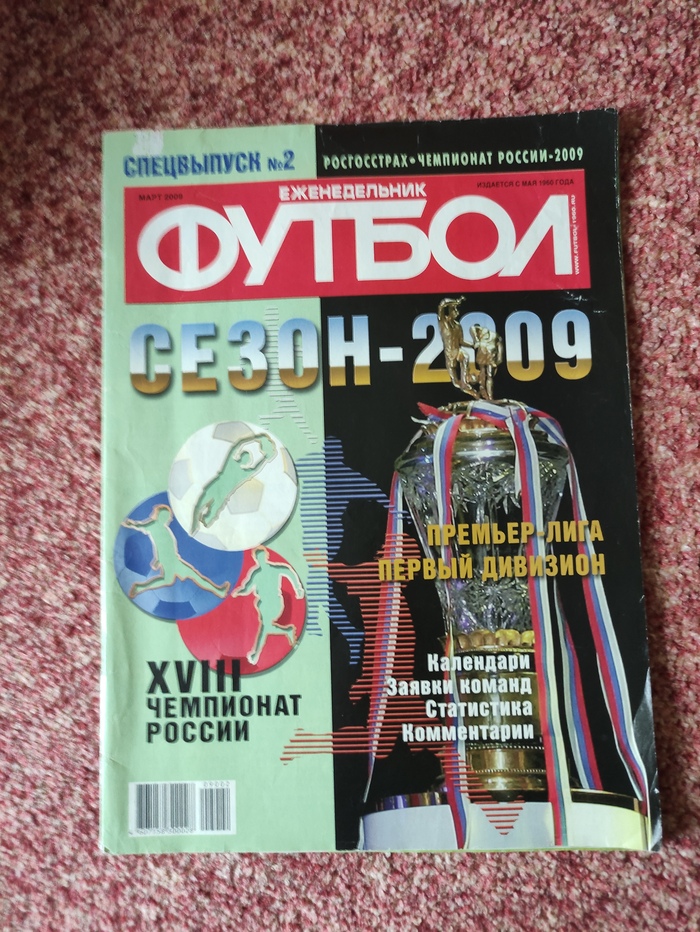 СПЕЦВЫПУСК №2
РОСГОССТРАХ•ЧЕМПИОНАТ РОССИИ-2009
МАРТ 2009
ИЗДАЕТСЯ С МАЯ 1960 ГОДА
ЕЖЕНЕДЕЛЬНИК
ФУТБОЛ
СЕЗОН-2009
ПРЕМЬЕР-ЛИГА
ПЕРВЫЙ ДИВИЗИОН
Календари
Заявки команд
Статистика
Комментарии
XVIII
ЧЕМПИОНАТ
РОССИИ
09002